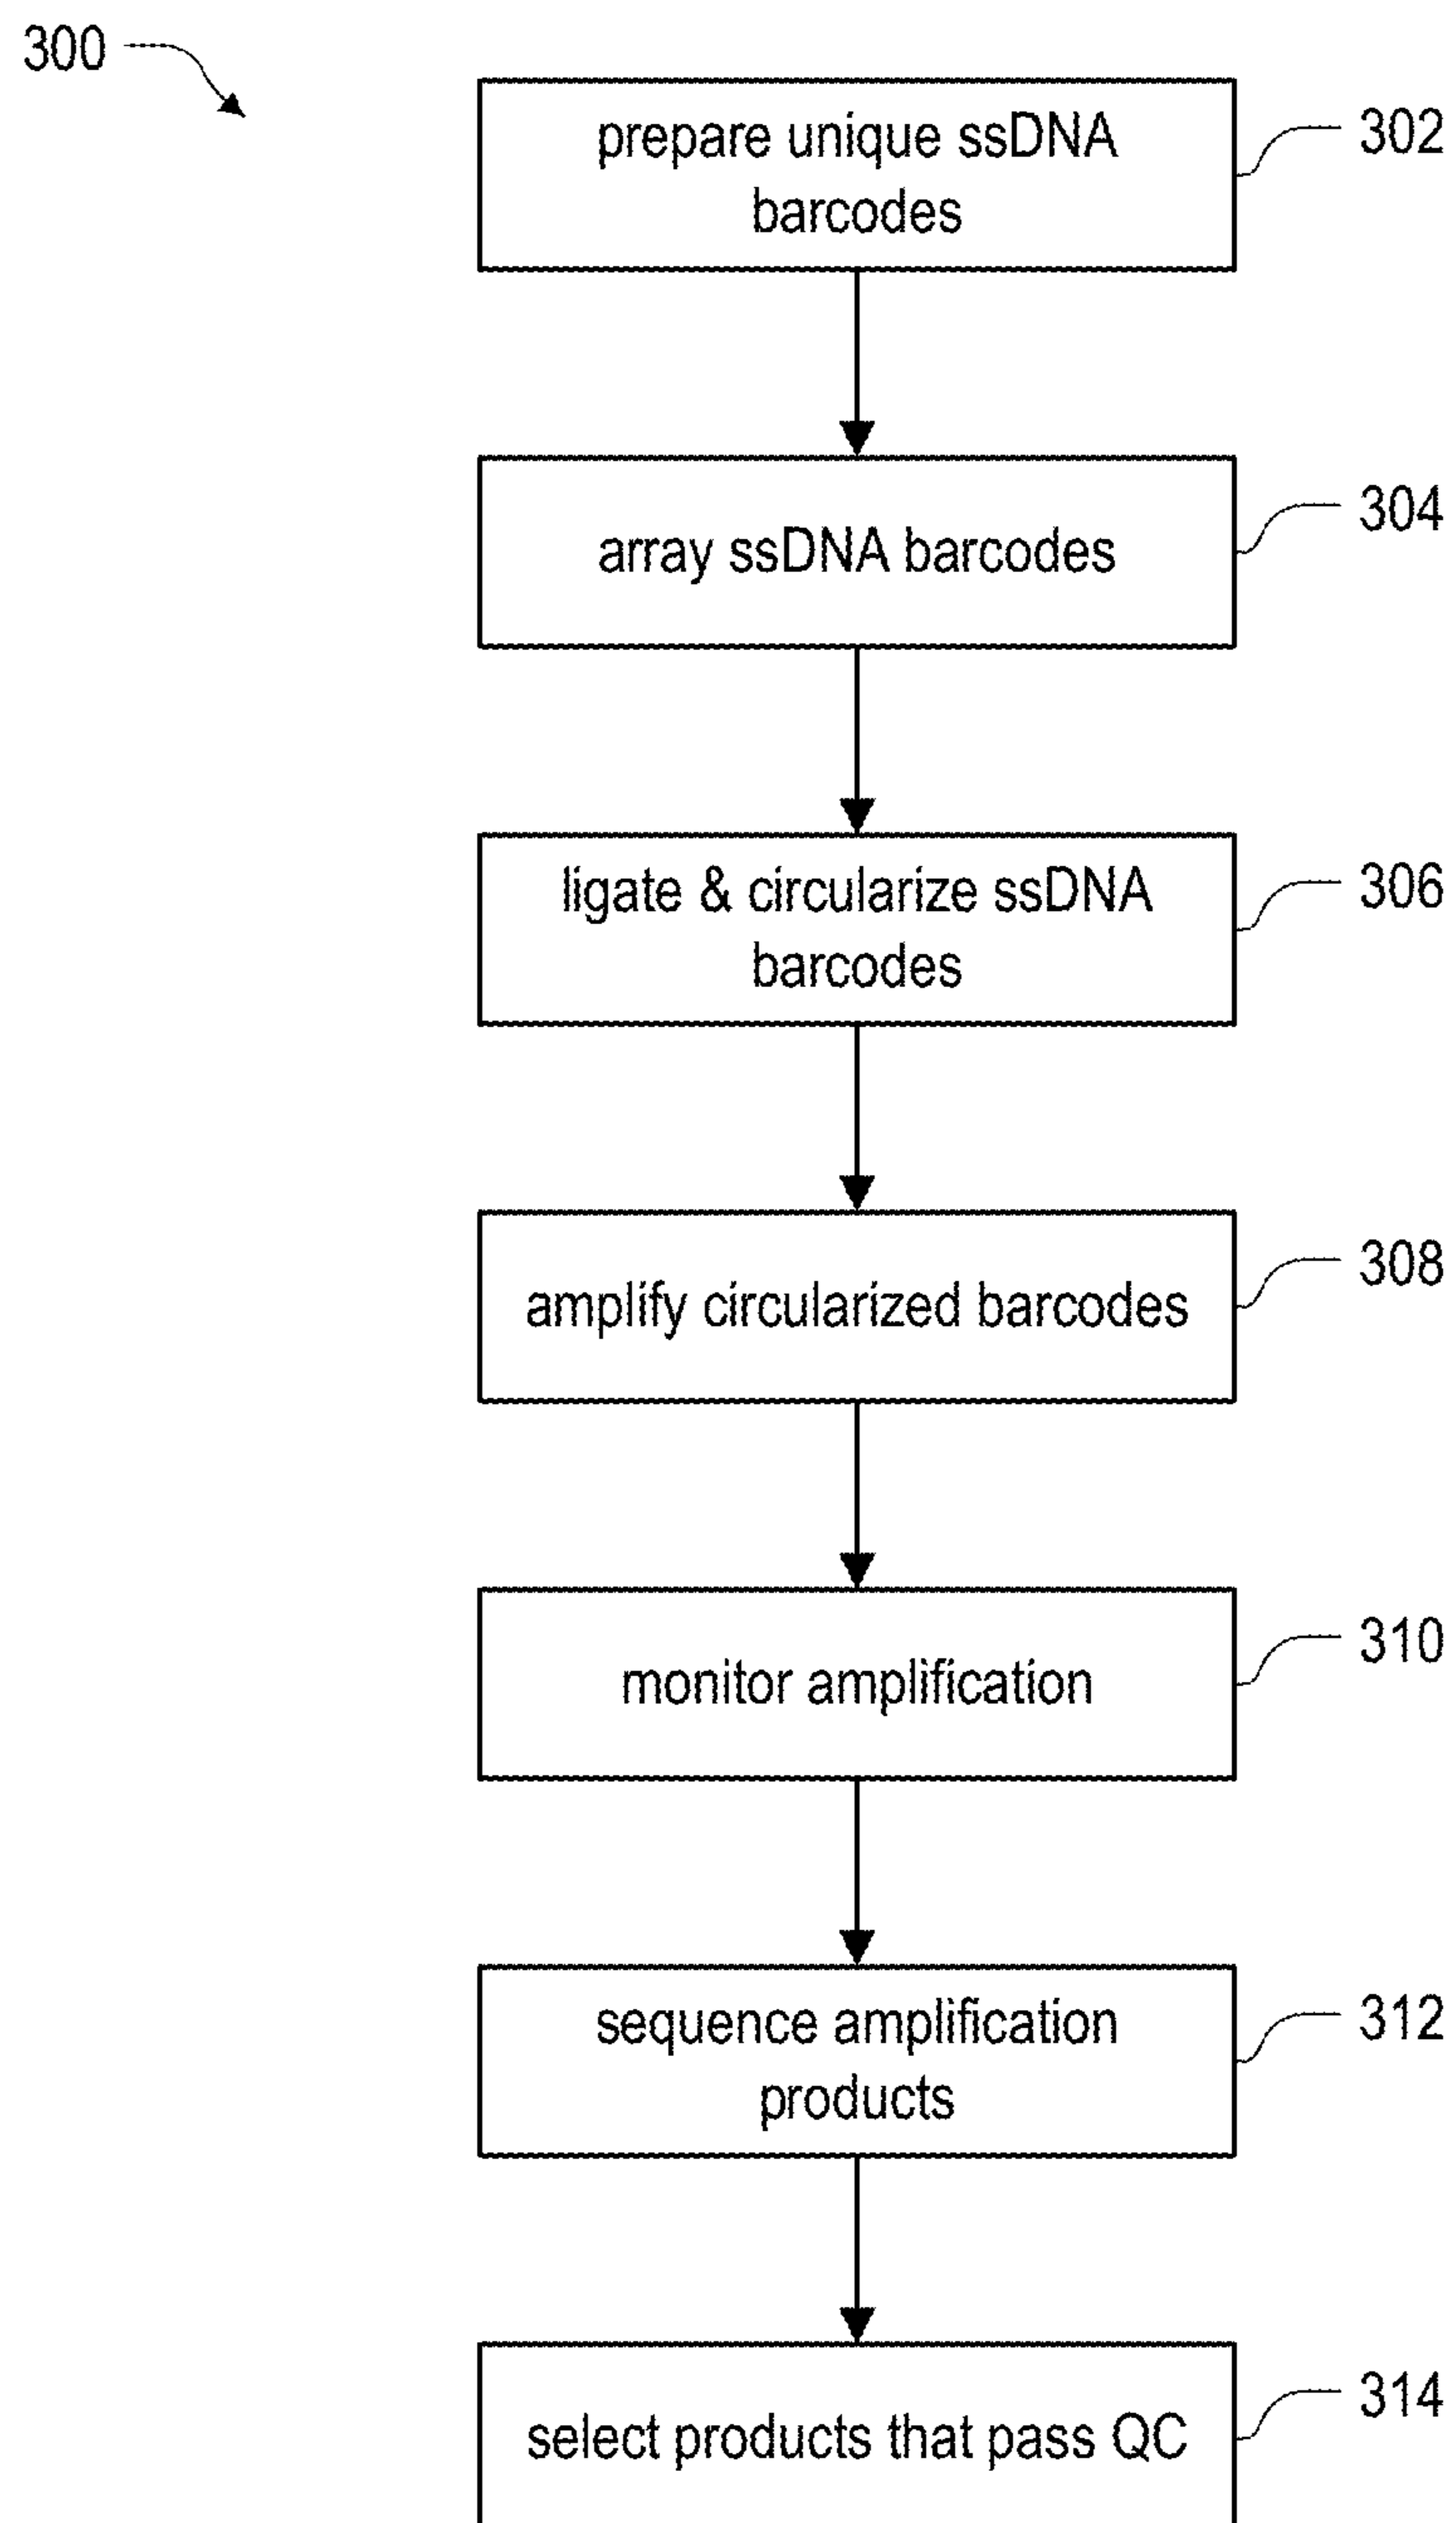 300
prepare unique ssDNA
barcodes
302
array ssDNA barcodes
304
ligate & circularize ssDNA
barcodes
306
amplify circularized barcodes
308
monitor amplification
310
sequence amplification
products
312
select products that pass QC
314